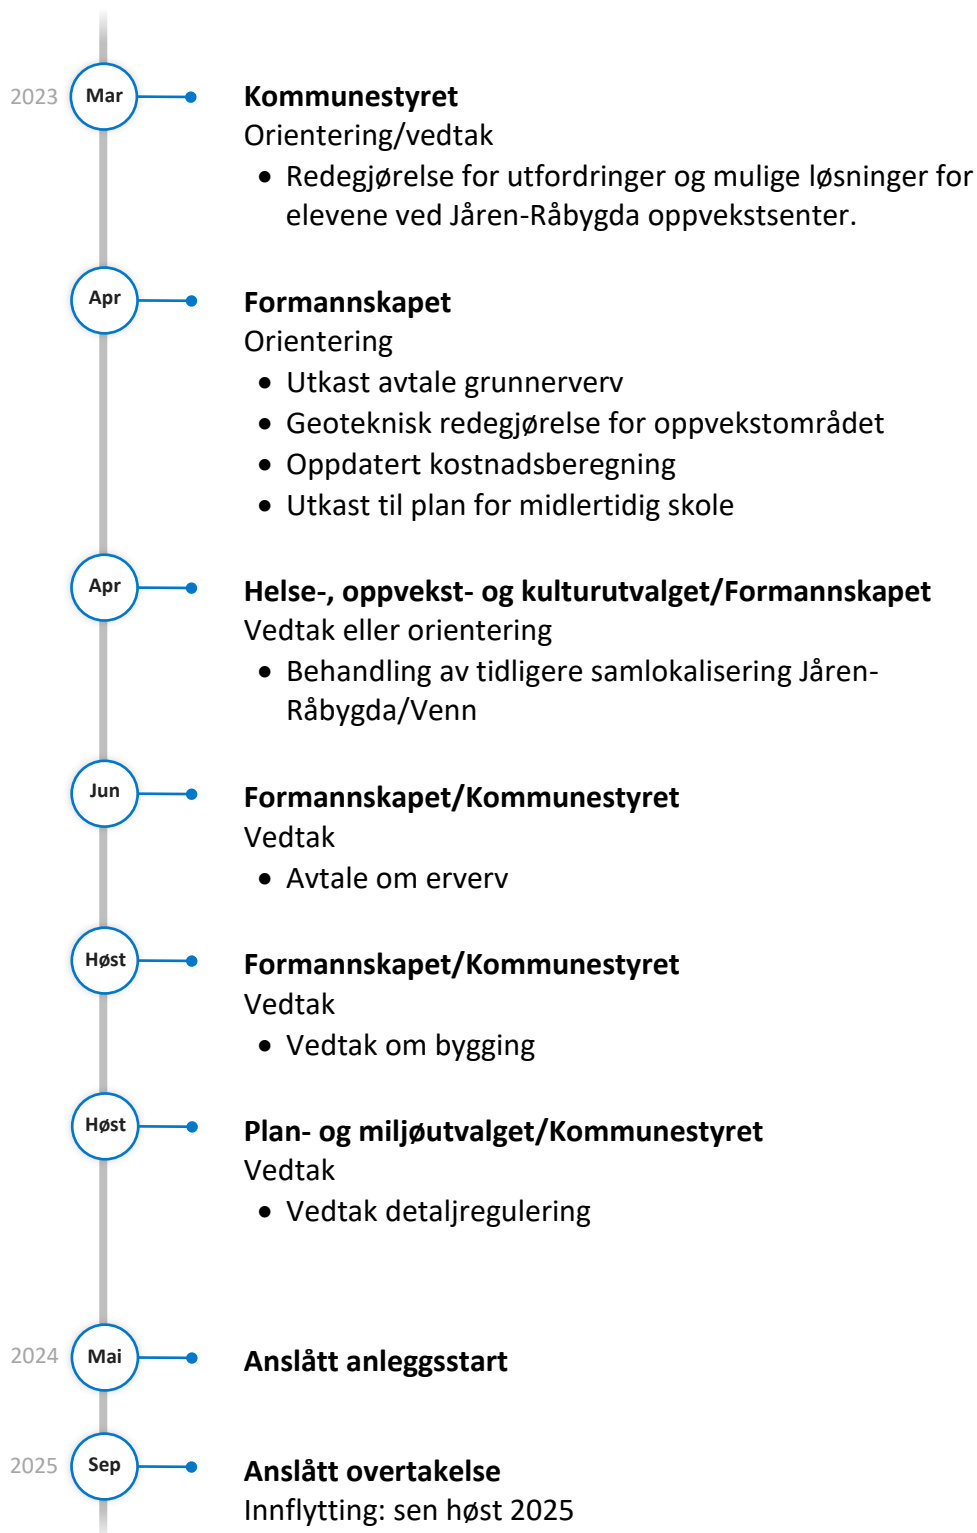 2023 Mar Kommunestyret
Orientering/vedtak
• Redegjørelse for utfordringer og mulige løsninger for
elevene ved Jåren-Råbygda oppvekstsenter.
Apr Formannskapet
Orientering
• Utkast avtale grunnerverv
• Geoteknisk redegjørelse for oppvekstområdet
• Oppdatert kostnadsberegning
• Utkast til plan for midlertidig skole
Apr Helse-, oppvekst- og kulturutvalget/Formannskapet
Vedtak eller orientering
• Behandling av tidligere samlokalisering Jåren-
Råbygda/Venn
Jun Formannskapet/Kommunestyret
Vedtak
• Avtale om erverv
Høst Formannskapet/Kommunestyret
Vedtak
• Vedtak om bygging
Høst Plan- og miljøutvalget/Kommunestyret
Vedtak
• Vedtak detaljregulering
2024 Mai Anslått anleggsstart
2025 Sep Anslått overtakelse
Innflytting: sen høst 2025